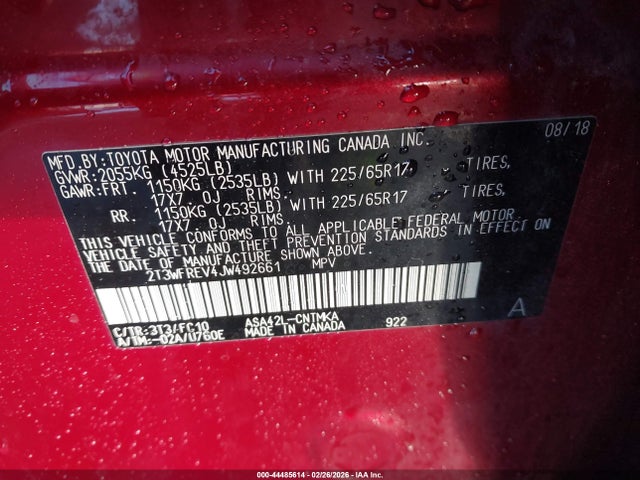 MFD.BY:TOYOTA MOTOR MANUFACTURING CANADA INC. 08/18
GVWR:2055KG (4525LB)
GAWR:FRT. 1150KG (2535LB) WITH 225/65R17 TIRES,
17X7.0J RIMS
RR. 1150KG (2535LB) WITH 225/65R17 TIRES,
17X7.0J RIMS
THIS VEHICLE CONFORMS TO ALL APPLICABLE FEDERAL MOTOR
VEHICLE SAFETY AND THEFT PREVENTION STANDARDS IN EFFECT ON
THE DATE OF MANUFACTURE SHOWN ABOVE.
2T3WFREV4JW492661 MPV
C/TR:3T3/FC10 ASA42L-CNTMKA A
A/TM:-02A/U760E MADE IN CANADA 922
000-44485614 - 02/26/2026 - IAA Inc.